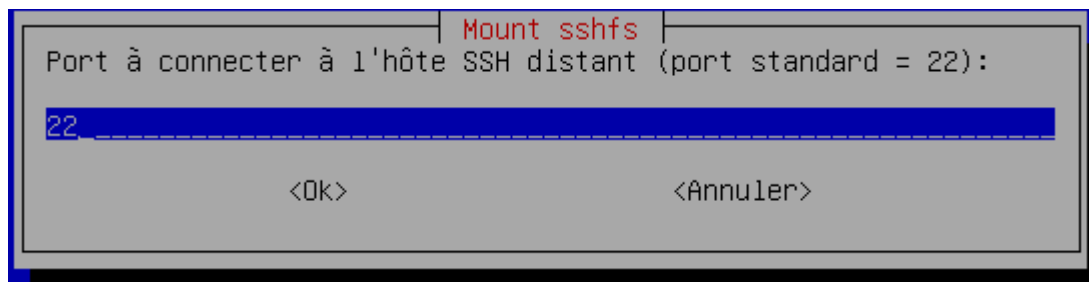 Mount sshfs
Port à connecter à l'hôte SSH distant (port standard = 22):
22
<Ok> <Annuler>